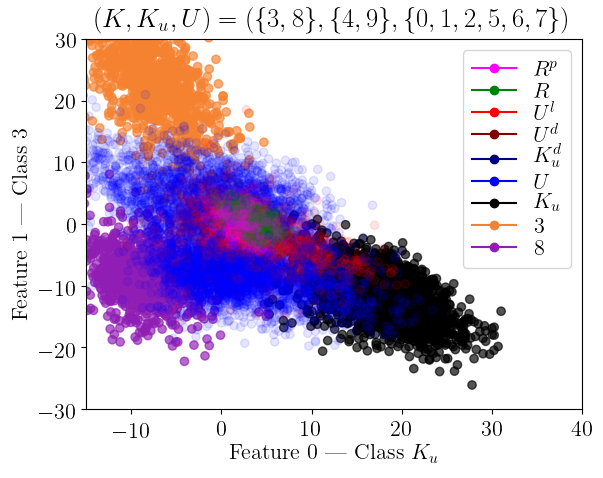 (K, K_u, U) = ({3, 8}, {4, 9}, {0, 1, 2, 5, 6, 7})
30
20
10
0
−10
−20
−30
Feature 1 — Class 3
R^p
R
U^l
U^d
K_u^d
U
K_u
3
8
−10
0
10
20
30
40
Feature 0 — Class K_u